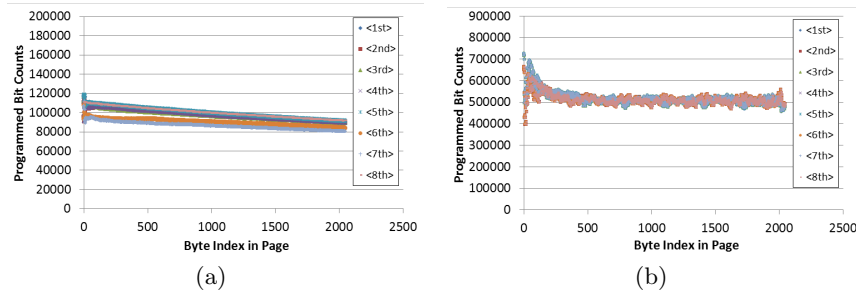 200000
180000
160000
140000
120000
100000
80000
60000
40000
20000
0
Programmed Bit Counts
0 500 1000 1500 2000 2500
Byte Index in Page
<1st>
<2nd>
<3rd>
<4th>
<5th>
<6th>
<7th>
<8th>
(a)
900000
800000
700000
600000
500000
400000
300000
200000
100000
0
Programmed Bit Counts
0 500 1000 1500 2000 2500
Byte Index in Page
<1st>
<2nd>
<3rd>
<4th>
<5th>
<6th>
<7th>
<8th>
(b)